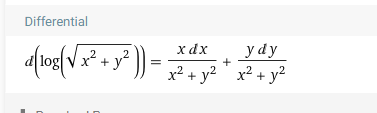 Differential
d(log(√(x² + y²))) = x dx / (x² + y²) + y dy / (x² + y²)